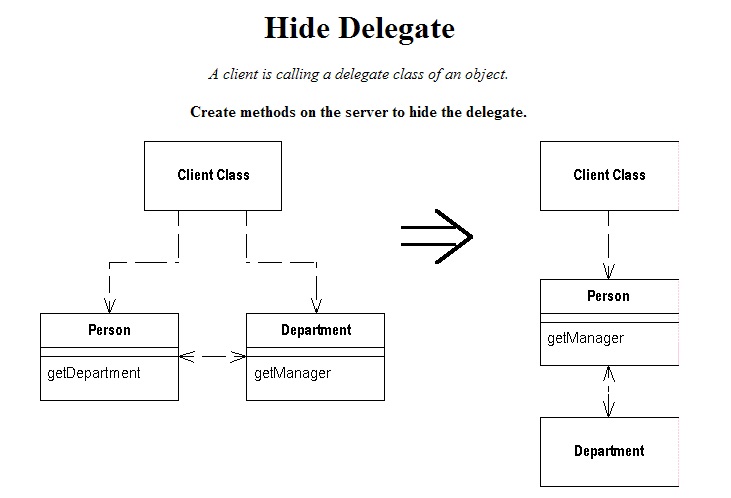 Hide Delegate
A client is calling a delegate class of an object.
Create methods on the server to hide the delegate.
Client Class
Person
getDepartment
Department
getManager
Client Class
Person
getManager
Department